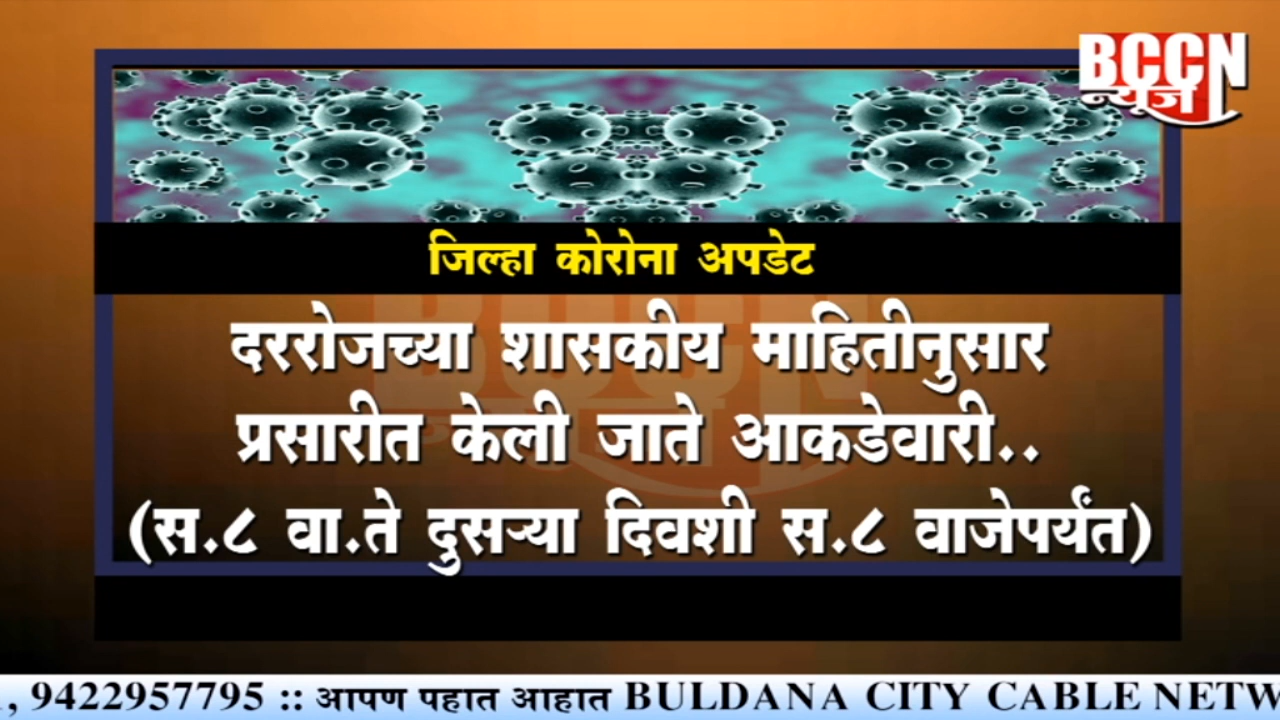 BCCN
न्यूज
जिल्हा कोरोना अपडेट
दररोजच्या शासकीय माहितीनुसार
प्रसारीत केली जाते आकडेवारी..
(स.८ वा.ते दुसऱ्या दिवशी स.८ वाजेपर्यंत)
, 9422957795 :: आपण पहात आहात BULDANA CITY CABLE NETW